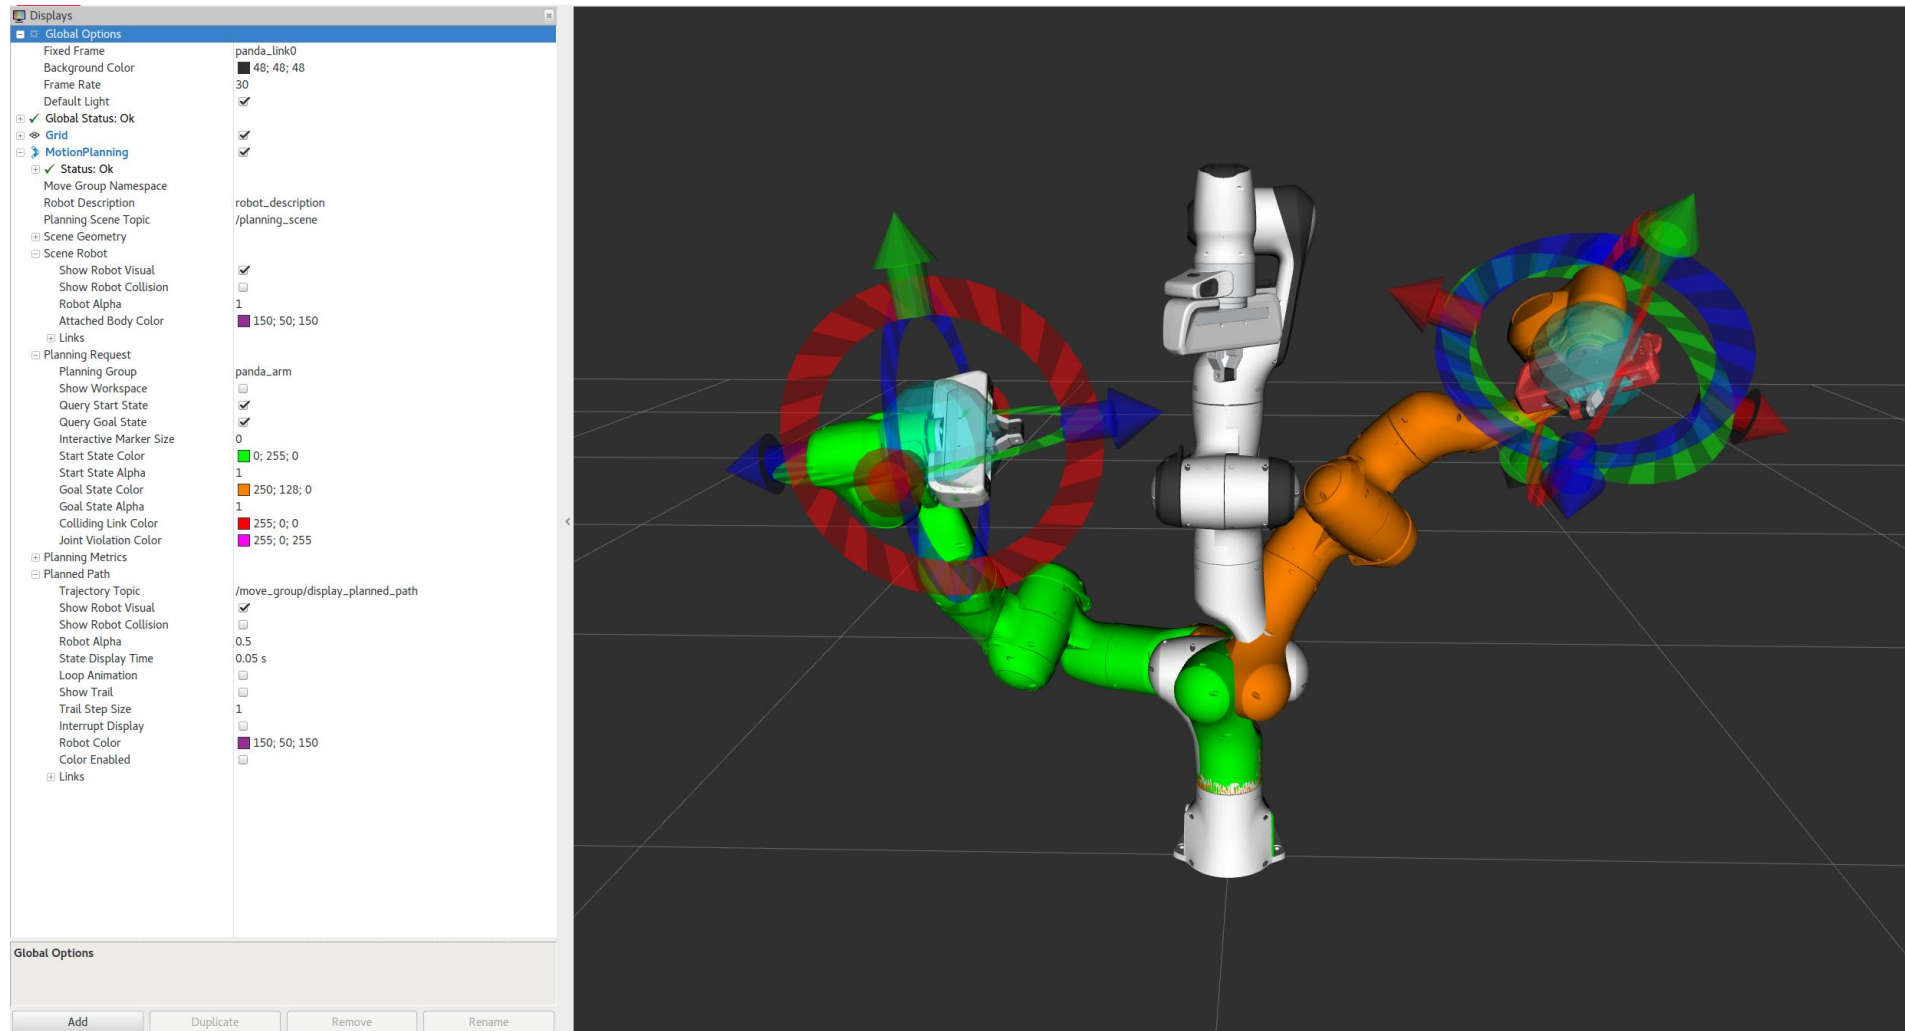 Displays
Global Options
Fixed Frame panda_link0
Background Color 48; 48; 48
Frame Rate 30
Default Light
Global Status: Ok
Grid
MotionPlanning
Status: Ok
Move Group Namespace
Robot Description robot_description
Planning Scene Topic /planning_scene
Scene Geometry
Scene Robot
Show Robot Visual
Show Robot Collision
Robot Alpha 1
Attached Body Color 150; 50; 150
Links
Planning Request
Planning Group panda_arm
Show Workspace
Query Start State
Query Goal State
Interactive Marker Size 0
Start State Color 0; 255; 0
Start State Alpha 1
Goal State Color 250; 128; 0
Goal State Alpha 1
Colliding Link Color 255; 0; 0
Joint Violation Color 255; 0; 255
Planning Metrics
Planned Path
Trajectory Topic /move_group/display_planned_path
Show Robot Visual
Show Robot Collision
Robot Alpha 0.5
State Display Time 0.05 s
Loop Animation
Show Trail
Trail Step Size 1
Interrupt Display
Robot Color 150; 50; 150
Color Enabled
Links
Global Options
Add Duplicate Remove Rename